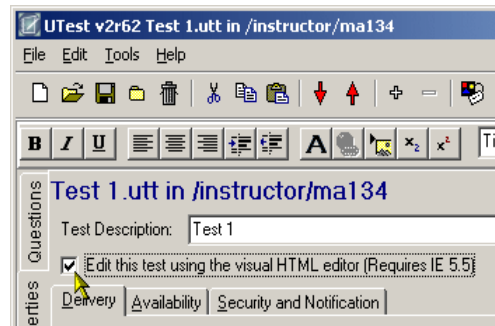 UTest v2r62 Test 1.utt in /instructor/ma134
File Edit Tools Help
B I U A x₂ x²
Test 1.utt in /instructor/ma134
Questions
Test Description: Test 1
Edit this test using the visual HTML editor (Requires IE 5.5)
Delivery Availability Security and Notification